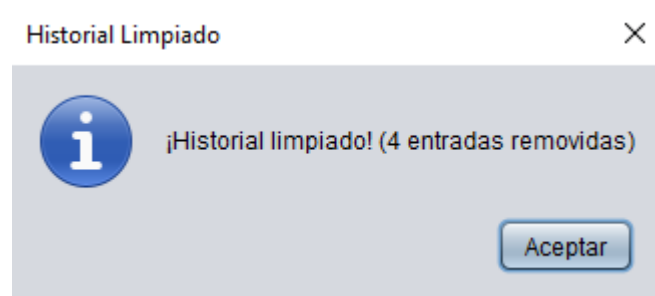 Historial Limpiado
¡Historial limpiado! (4 entradas removidas)
Aceptar